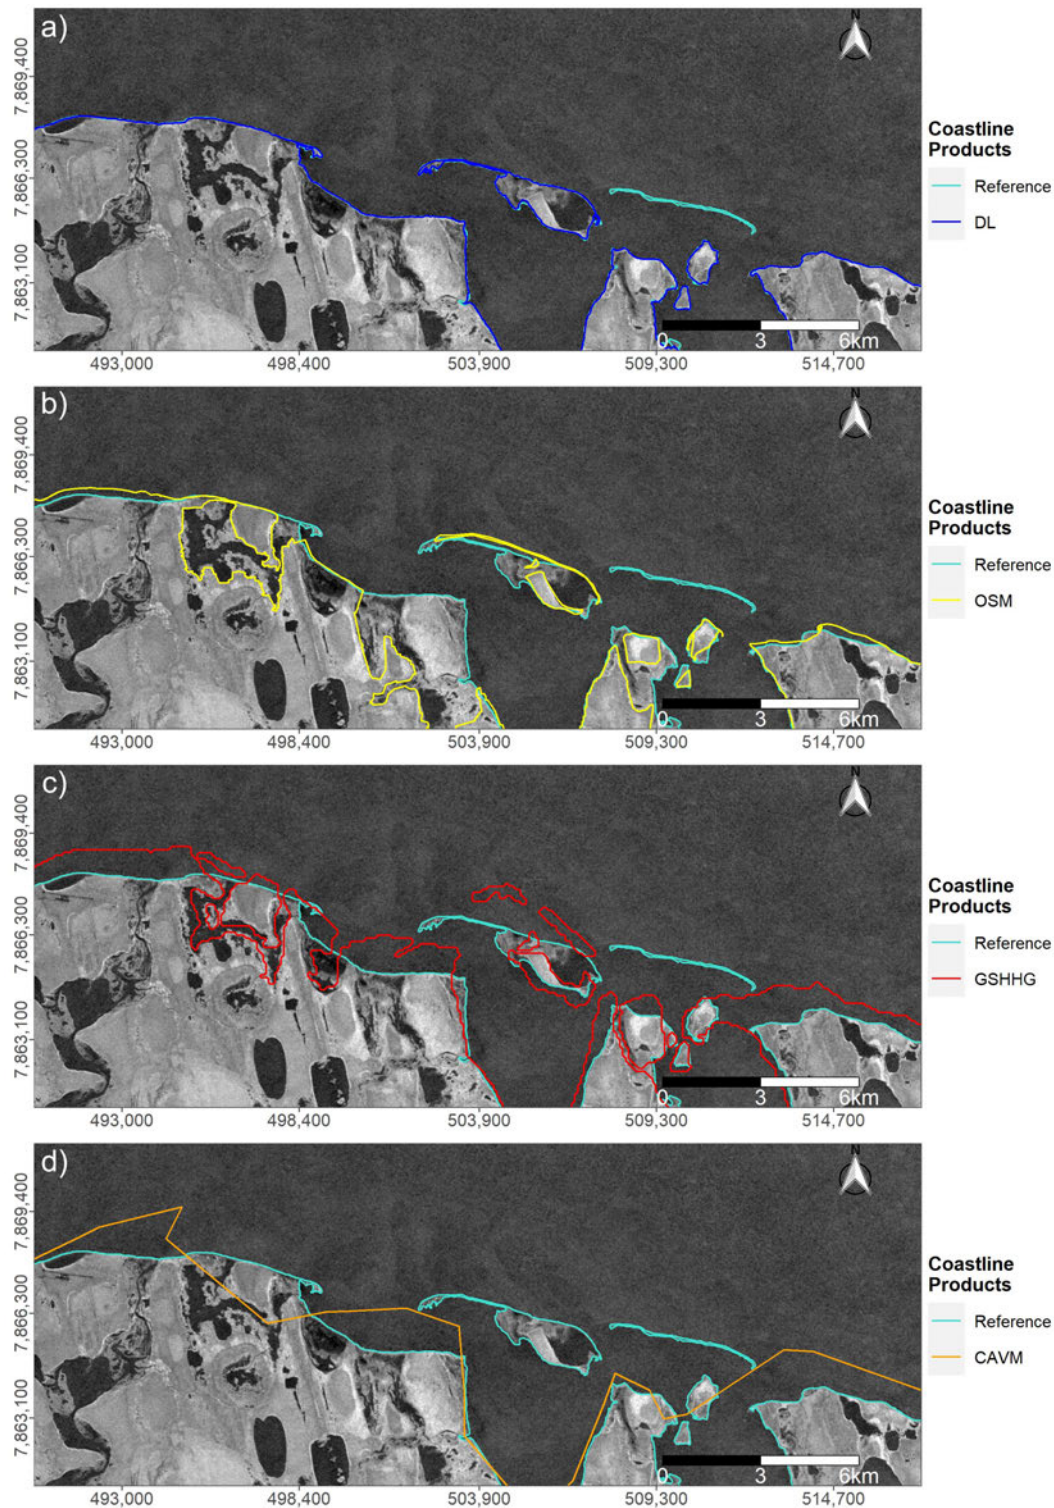 a)
N
7,869,400
7,866,300
7,863,100
0 3 6km
493,000 498,400 503,900 509,300 514,700
Coastline
Products
Reference
DL
b)
N
7,869,400
7,866,300
7,863,100
0 3 6km
493,000 498,400 503,900 509,300 514,700
Coastline
Products
Reference
OSM
c)
N
7,869,400
7,866,300
7,863,100
0 3 6km
493,000 498,400 503,900 509,300 514,700
Coastline
Products
Reference
GSHHG
d)
N
7,869,400
7,866,300
7,863,100
0 3 6km
493,000 498,400 503,900 509,300 514,700
Coastline
Products
Reference
CAVM